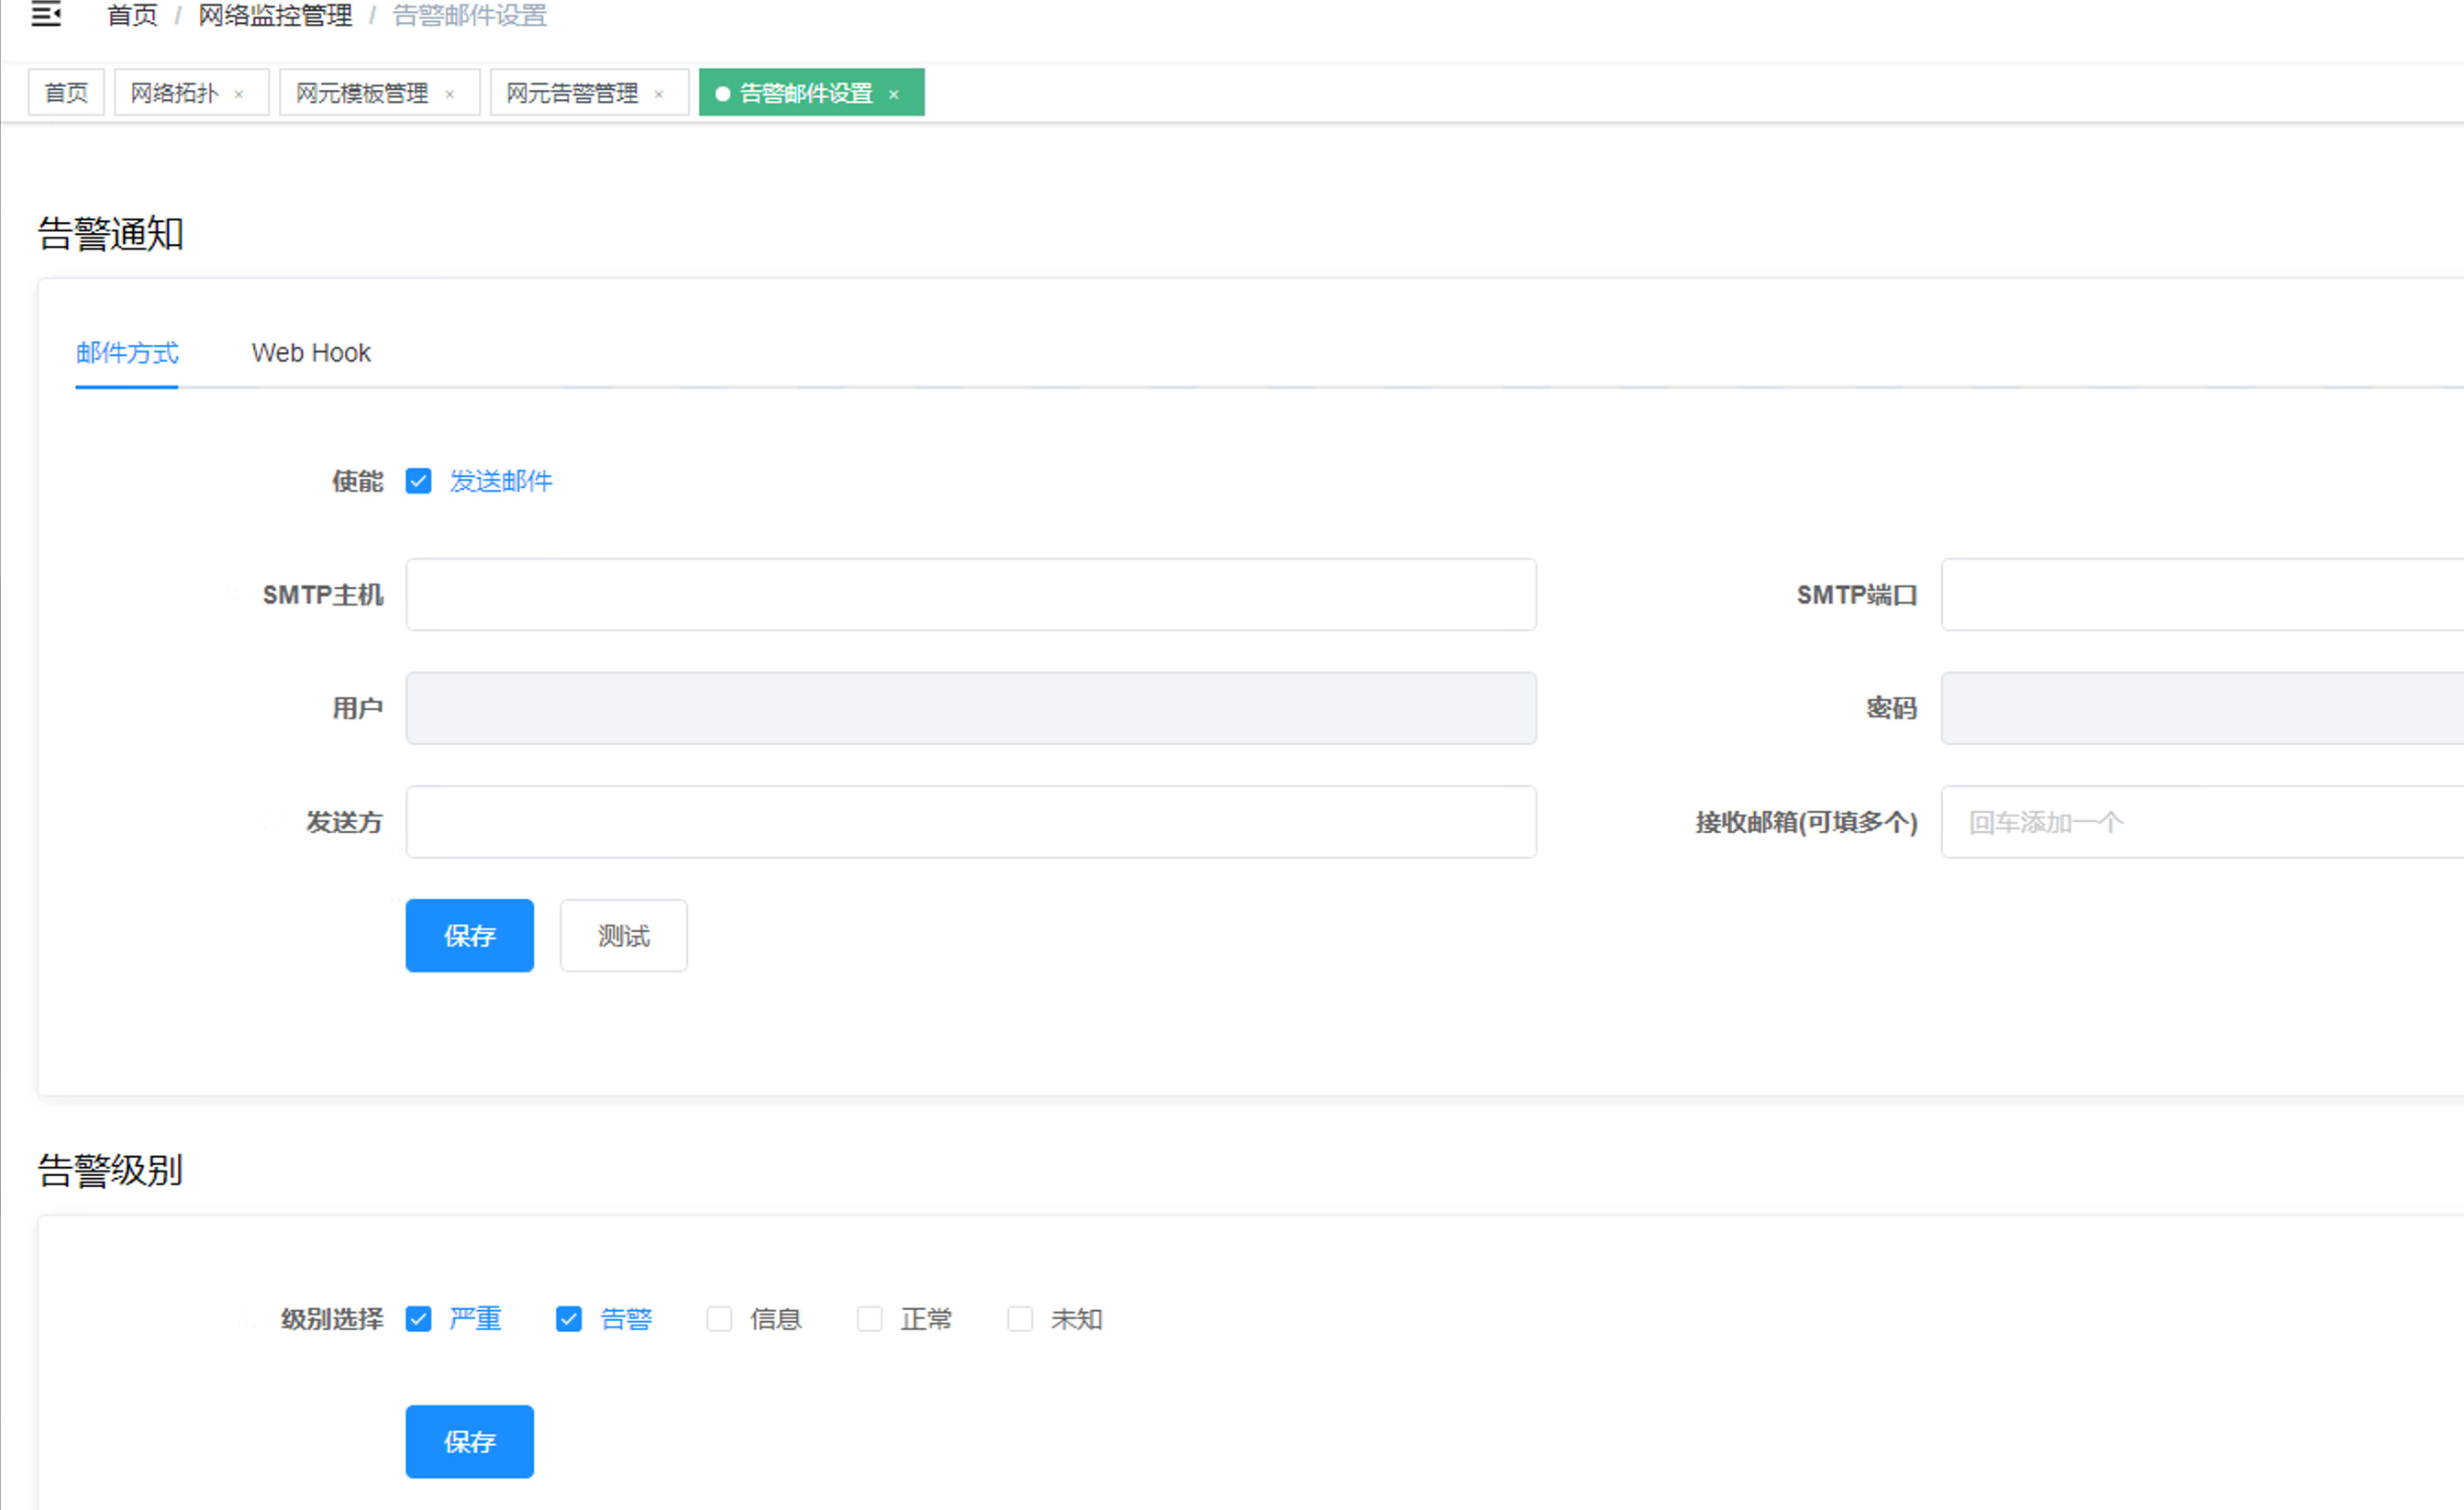 首页 / 网络监控管理 / 告警邮件设置
首页 网络拓扑 × 网元模板管理 × 网元告警管理 × 告警邮件设置 ×
告警通知
邮件方式 Web Hook
使能 发送邮件
SMTP主机 SMTP端口
用户 密码
发送方 接收邮箱(可填多个) 回车添加一个
保存 测试
告警级别
级别选择 严重 告警 信息 正常 未知
保存